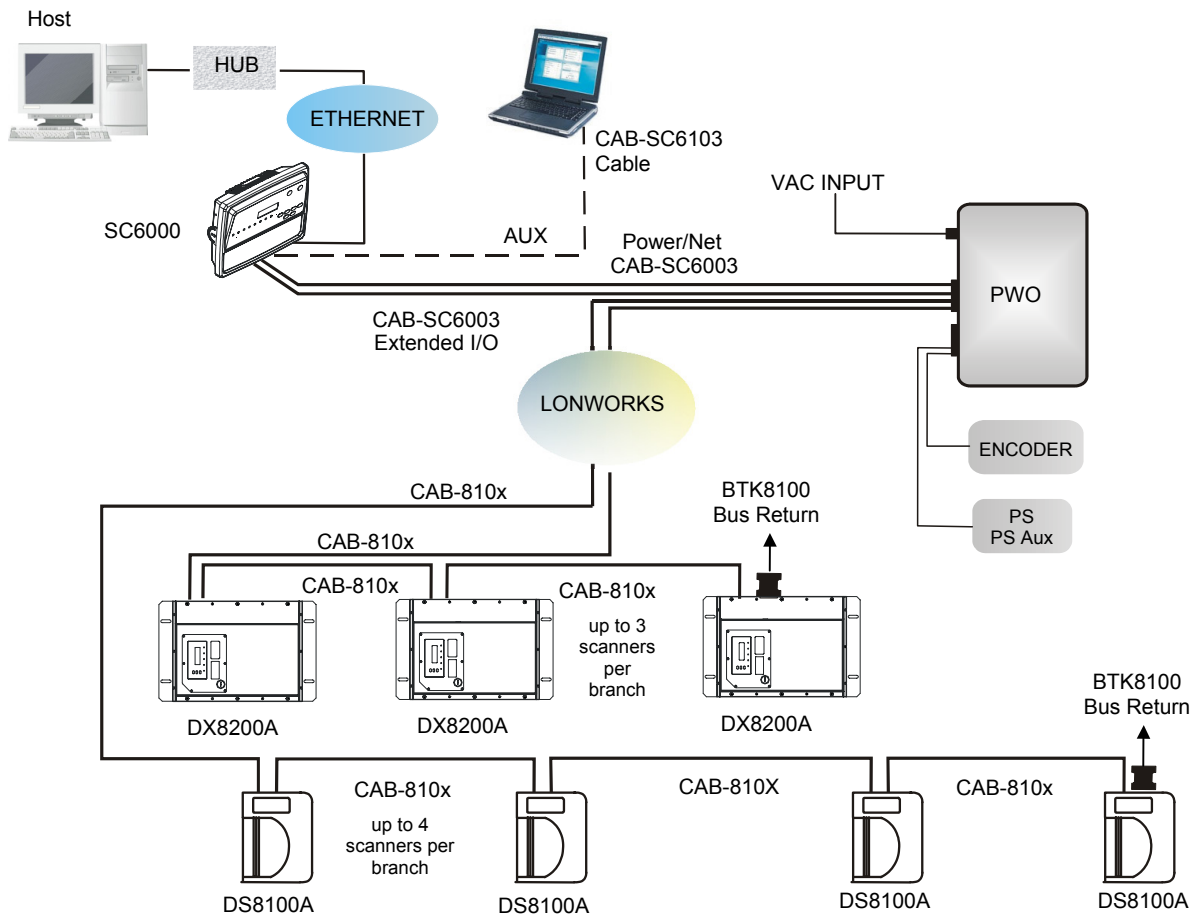 Host
HUB
ETHERNET
CAB-SC6103
Cable
VAC INPUT
SC6000
AUX
Power/Net
CAB-SC6003
PWO
CAB-SC6003
Extended I/O
LONWORKS
ENCODER
PS
PS Aux
CAB-810x
BTK8100
Bus Return
CAB-810x
CAB-810x
CAB-810x
up to 3
scanners
per
branch
DX8200A
DX8200A
DX8200A
BTK8100
Bus Return
CAB-810x
up to 4
scanners per
branch
CAB-810X
CAB-810x
DS8100A
DS8100A
DS8100A
DS8100A